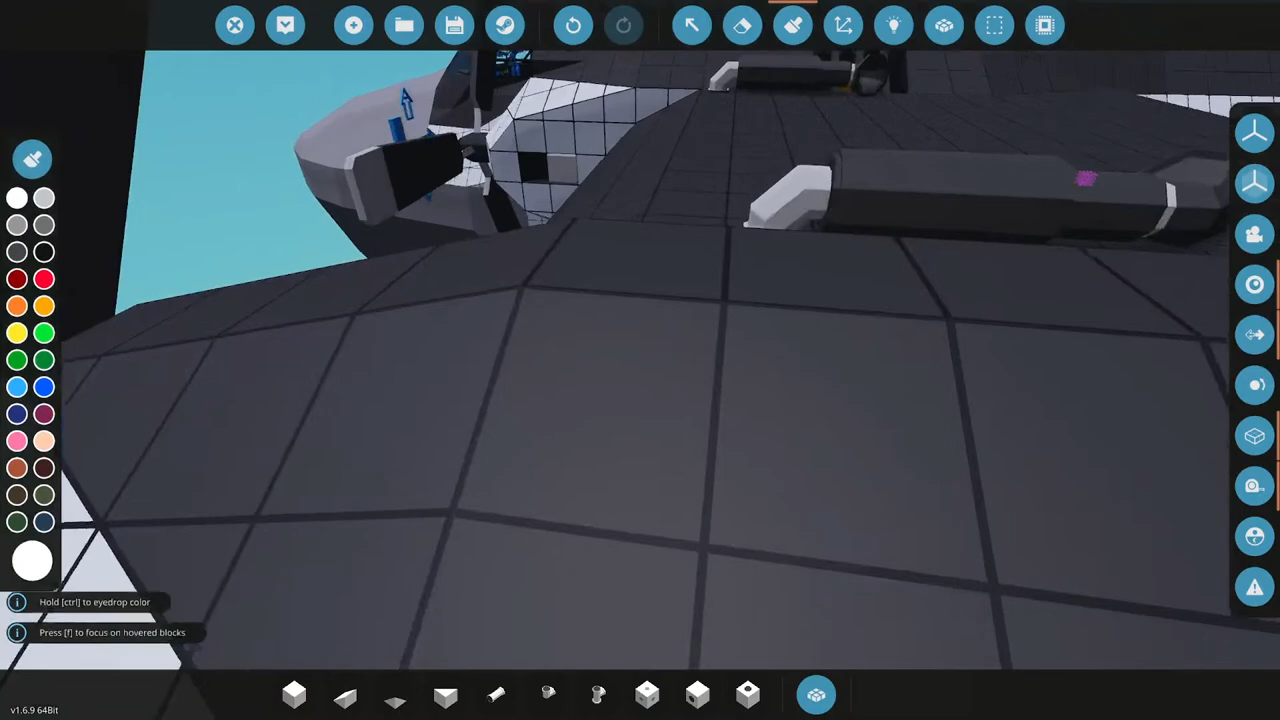 Hold [ctrl] to eyedrop color
Press [f] to focus on hovered blocks
v1.6.9 64Bit